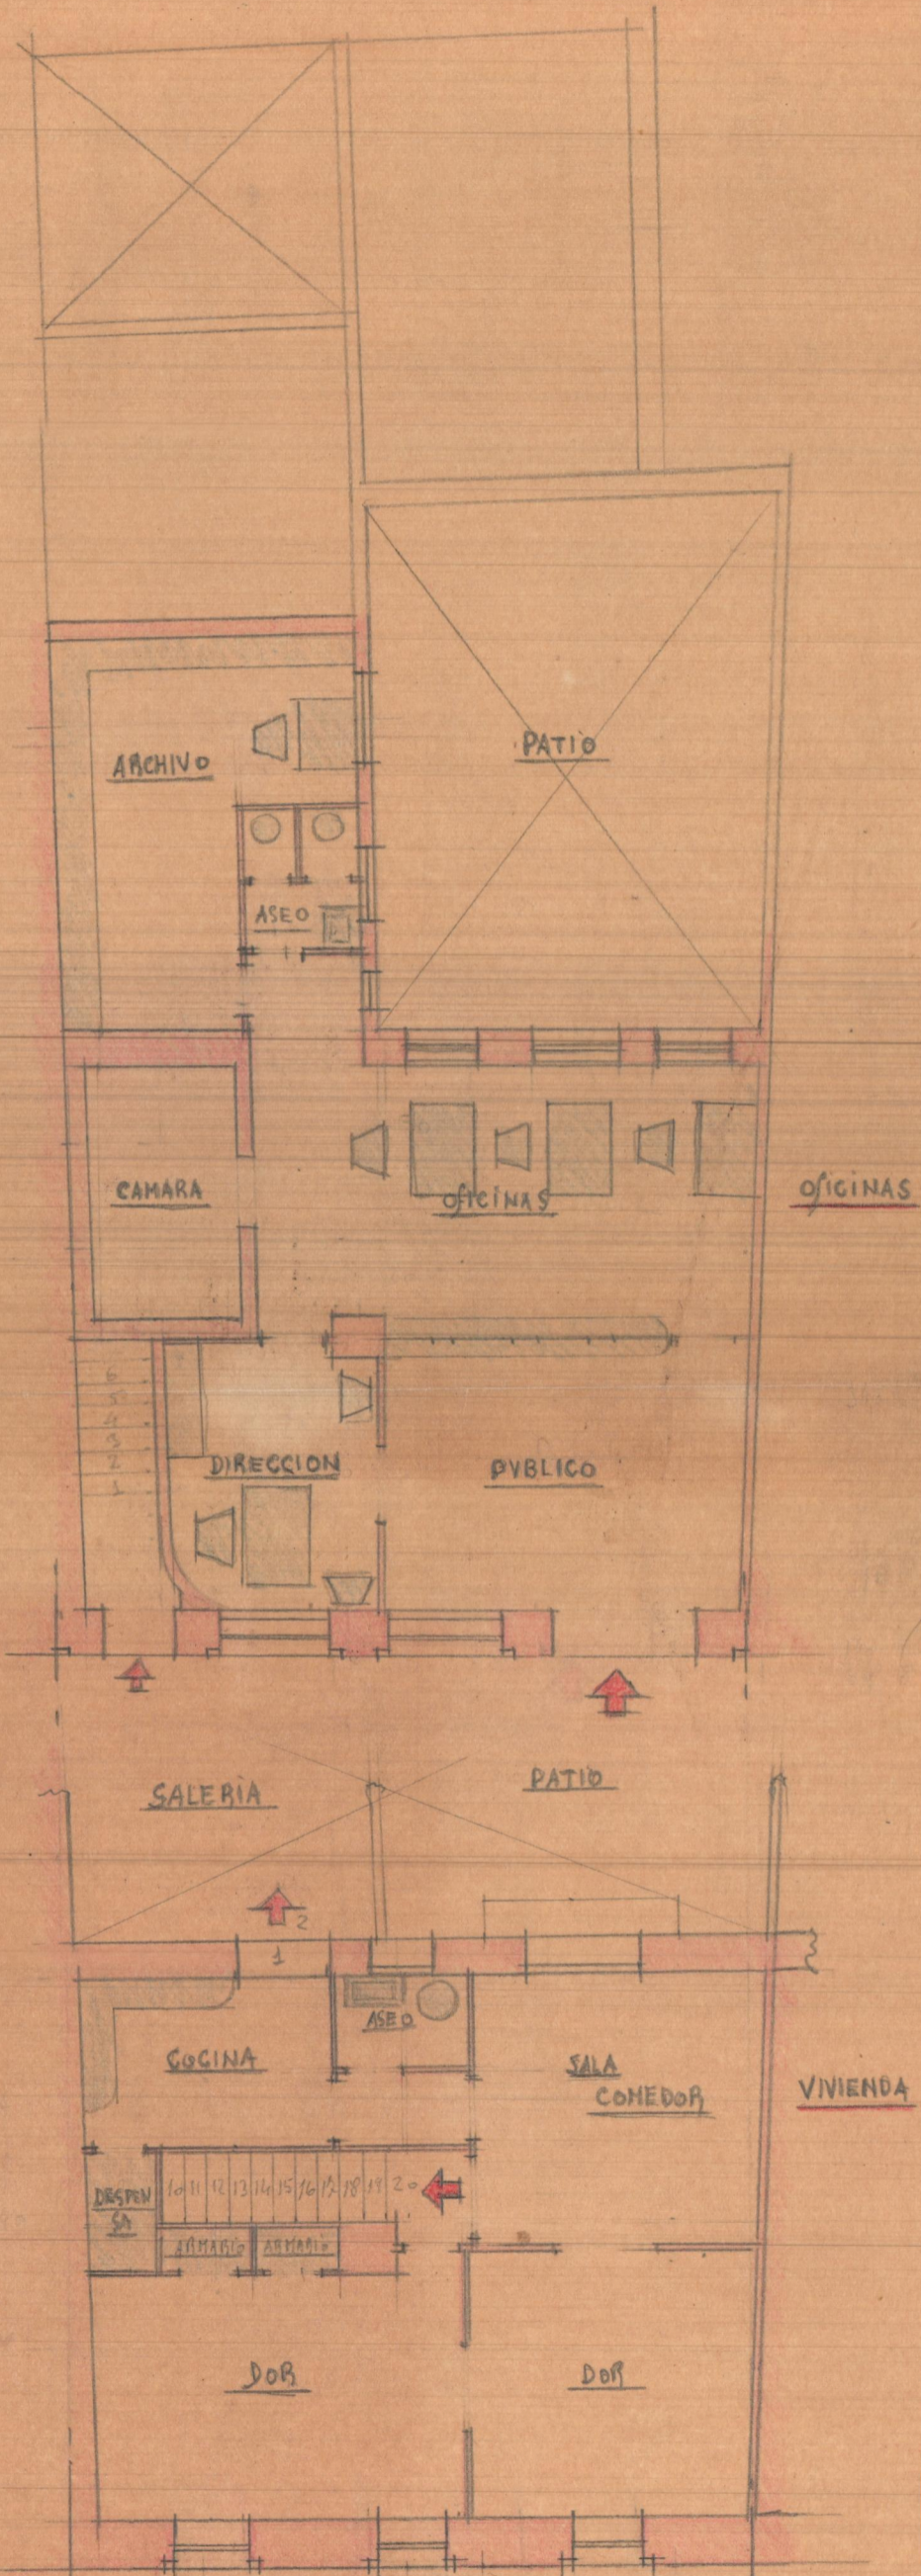 PATIO
ARCHIVO
ASEO
CAMARA
OFICINAS
OFICINAS
6
5
4
3
2
1
DIRECCION
PVBLICO
SALERIA
PATIO
2
1
ASEO
COCINA
SALA
COMEDOR
VIVIENDA
10 11 12 13 14 15 16 17 18 19 20
DESPEN
SA
ARMARIO
ARMARIO
DOR
DOR